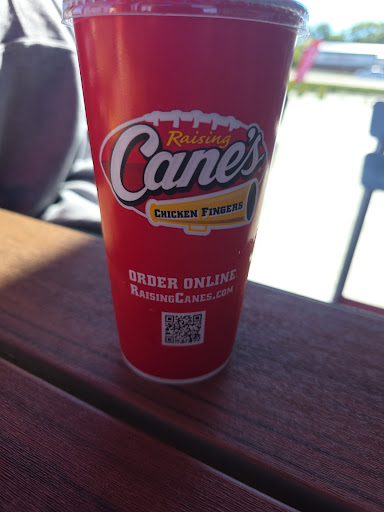 Raising
Cane's
CHICKEN FINGERS
ORDER ONLINE
RAISINGCANES.COM